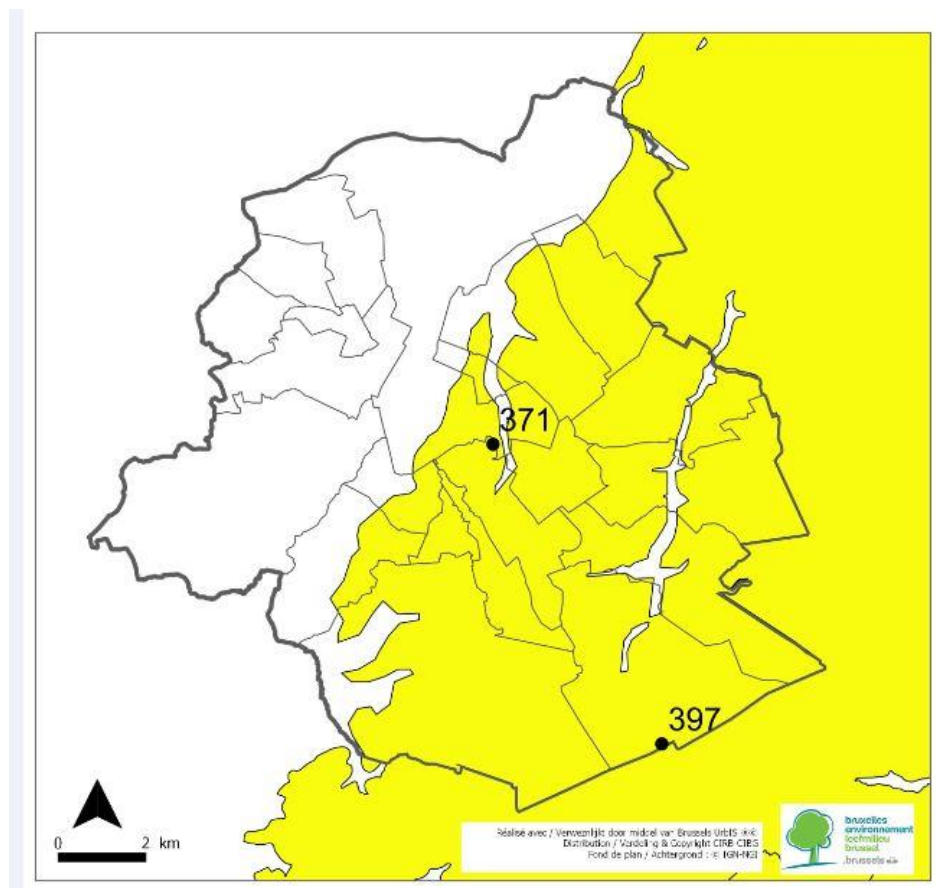 371
397
0 2 km
Réalisé avec / Verwezenlijkt door middel van Brussels UrbIS
Distribution / Verdeling & Copyright CIRB-CIBG
Fond de plan / Achtergrond : © IGN-NGI
bruxelles
environnement
leefmilieu
brussel
.brussels